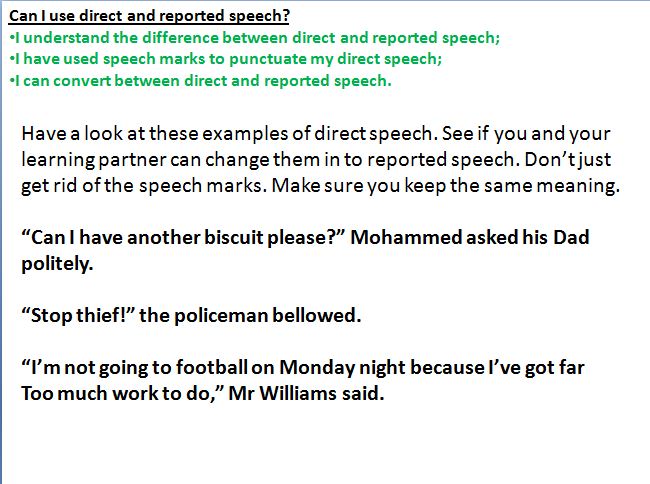 Can I use direct and reported speech?
•I understand the difference between direct and reported speech;
•I have used speech marks to punctuate my direct speech;
•I can convert between direct and reported speech.
Have a look at these examples of direct speech. See if you and your
learning partner can change them in to reported speech. Don’t just
get rid of the speech marks. Make sure you keep the same meaning.
“Can I have another biscuit please?” Mohammed asked his Dad
politely.
“Stop thief!” the policeman bellowed.
“I’m not going to football on Monday night because I’ve got far
Too much work to do,” Mr Williams said.